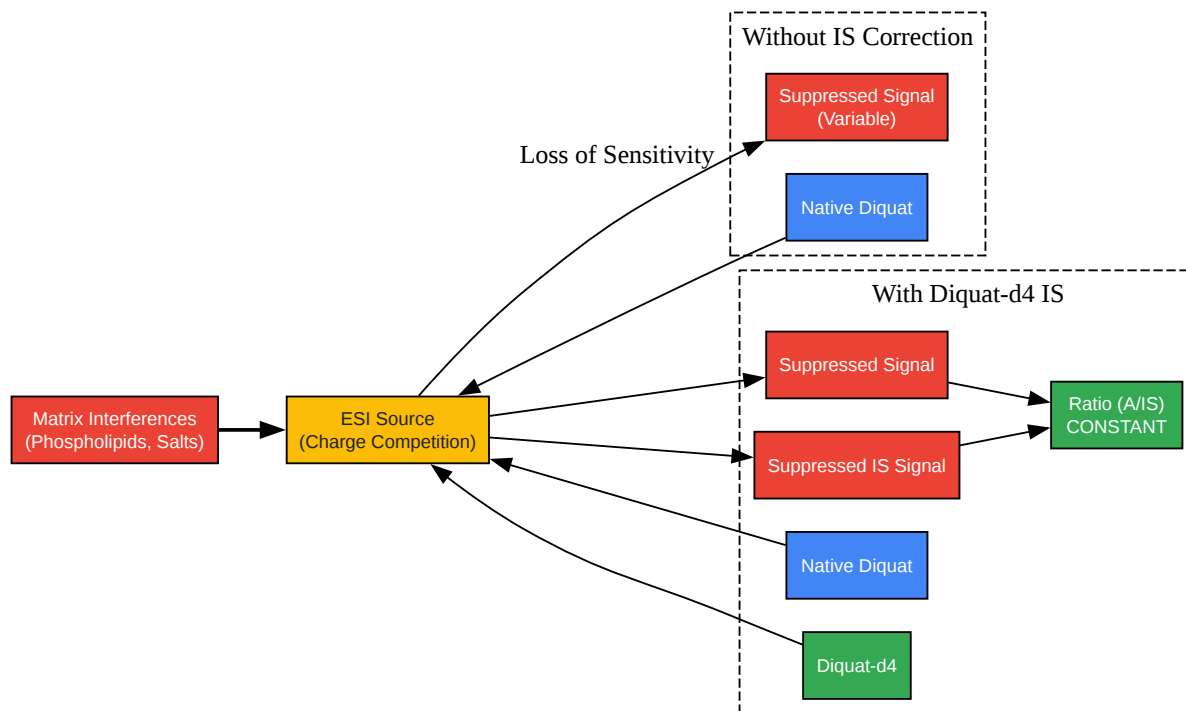 Without IS Correction
Suppressed Signal
(Variable)
Loss of Sensitivity
Native Diquat
With Diquat-d4 IS
Suppressed Signal
Matrix Interferences
(Phospholipids, Salts)
ESI Source
(Charge Competition)
Ratio (A/IS)
CONSTANT
Suppressed IS Signal
Native Diquat
Diquat-d4